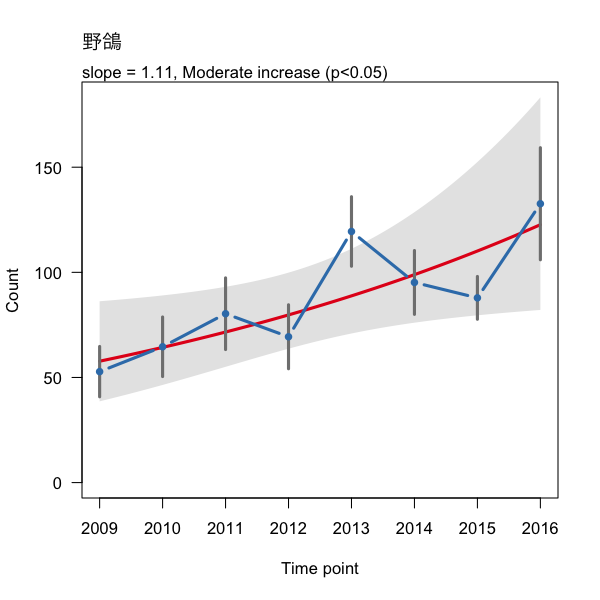 野鴿
slope = 1.11, Moderate increase (p<0.05)
Count
150
100
50
0
2009 2010 2011 2012 2013 2014 2015 2016
Time point